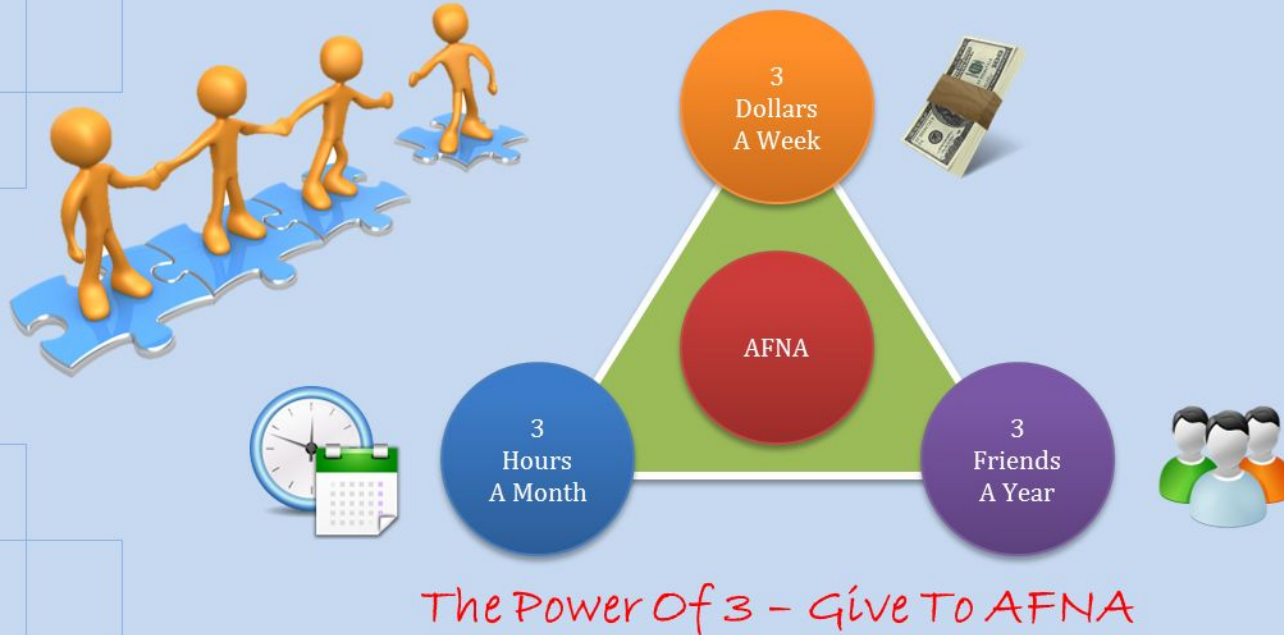 3
Dollars
A Week
AFNA
3
Hours
A Month
3
Friends
A Year
The Power Of 3 – Give To AFNA